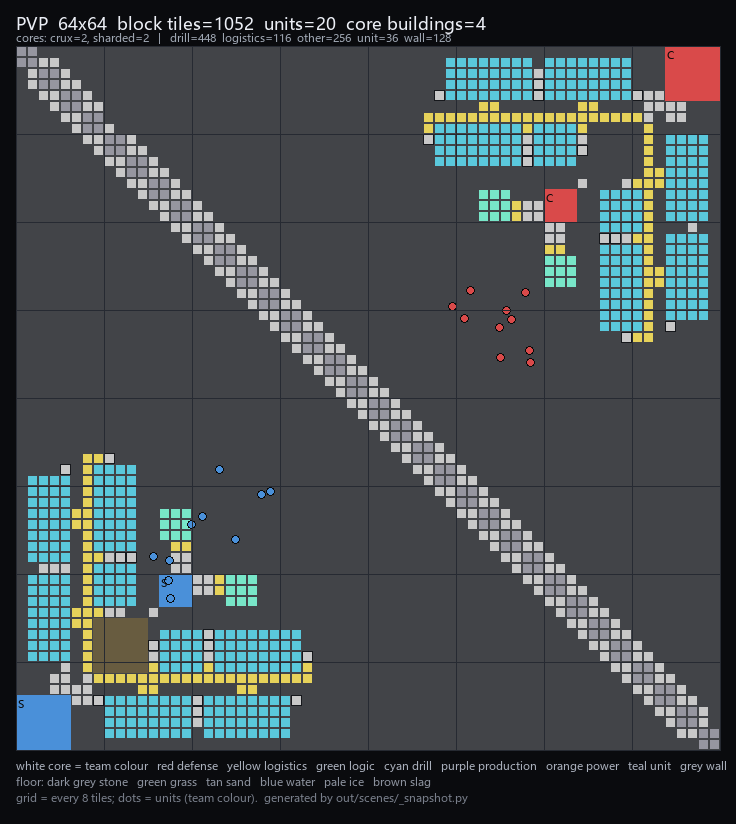 PVP  64x64  block tiles=1052  units=20  core buildings=4
cores: crux=2, sharded=2  |  drill=448  logistics=116  other=256  unit=36  wall=128
C
C
S
S
white core = team colour   red defense   yellow logistics   green logic   cyan drill   purple production   orange power   teal unit   grey wall
floor: dark grey stone   green grass   tan sand   blue water   pale ice   brown slag
grid = every 8 tiles; dots = units (team colour).  generated by out/scenes/_snapshot.py